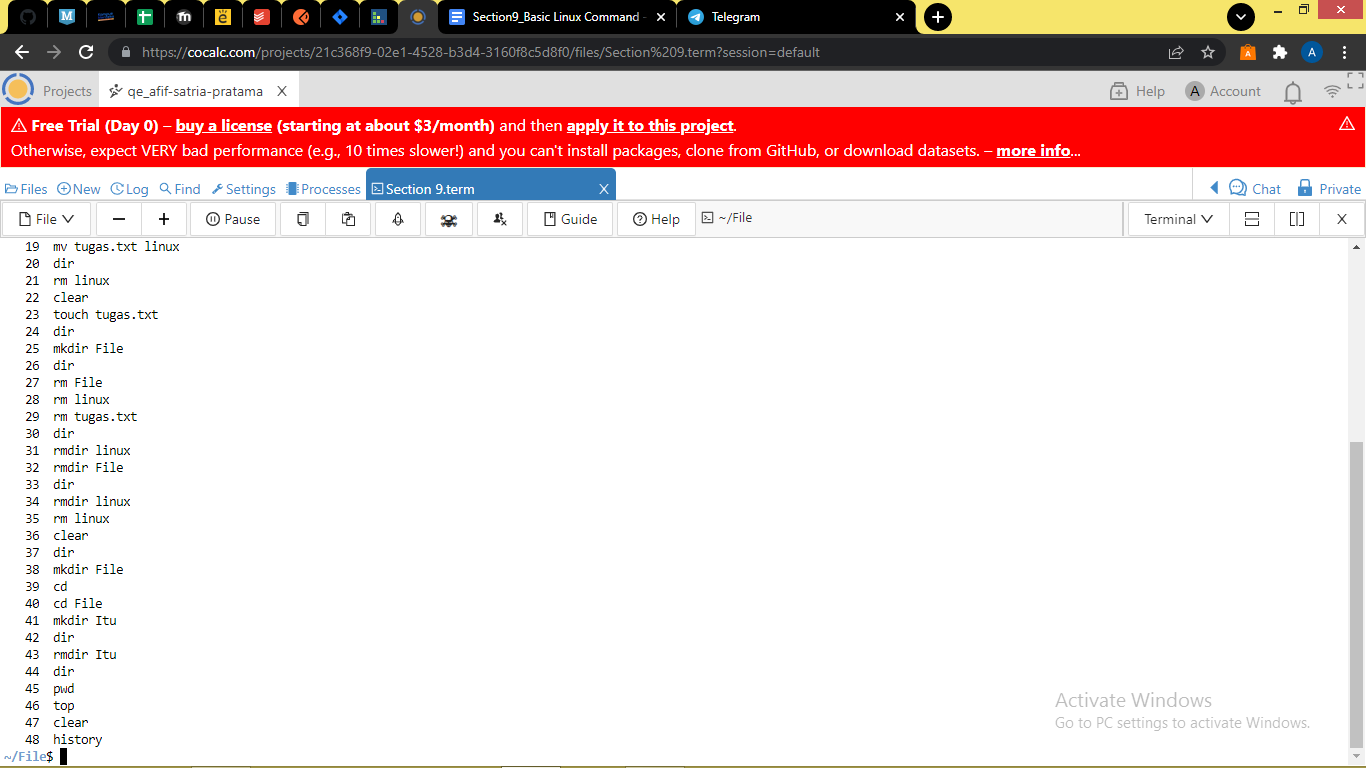 Section9_Basic Linux Command -
Telegram
https://cocalc.com/projects/21c368f9-02e1-4528-b3d4-3160f8c5d8f0/files/Section%209.term?session=default
A
Projects
qe_afif-satria-pratama
Help
A Account
Free Trial (Day 0) – buy a license (starting at about $3/month) and then apply it to this project.
Otherwise, expect VERY bad performance (e.g., 10 times slower!) and you can't install packages, clone from GitHub, or download datasets. – more info...
Files New Log Find Settings Processes Section 9.term X Chat Private
File Pause Guide Help ~/File Terminal X
19 mv tugas.txt linux
20 dir
21 rm linux
22 clear
23 touch tugas.txt
24 dir
25 mkdir File
26 dir
27 rm File
28 rm linux
29 rm tugas.txt
30 dir
31 rmdir linux
32 rmdir File
33 dir
34 rmdir linux
35 rm linux
36 clear
37 dir
38 mkdir File
39 cd
40 cd File
41 mkdir Itu
42 dir
43 rmdir Itu
44 dir
45 pwd
46 top
47 clear
48 history
~/File$
Activate Windows
Go to PC settings to activate Windows.